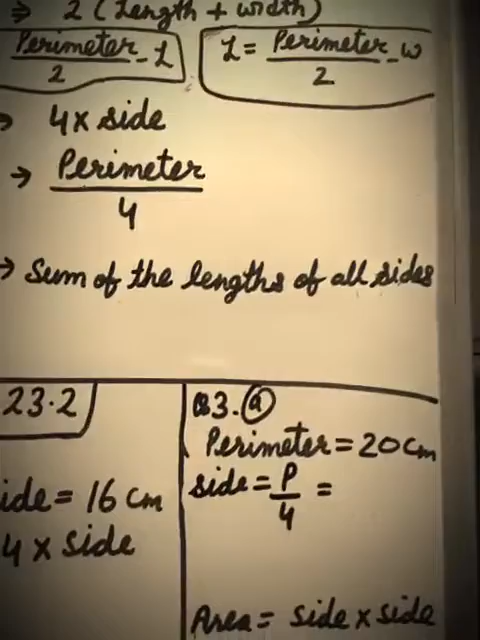 ⇒ 2 (Length + width)
Perimeter/2 - L
L = Perimeter/2 - w
→ 4 x side
→ Perimeter/4
→ Sum of the lengths of all sides
23.2
Q3. (a)
Perimeter = 20 cm
ide = 16 cm
side = P/4 =
4 x side
Area = side x side